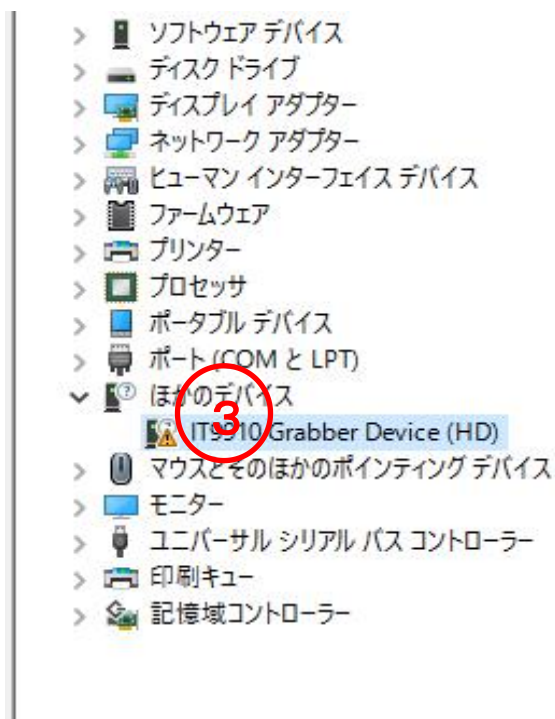 ソフトウェア デバイス
ディスク ドライブ
ディスプレイ アダプター
ネットワーク アダプター
ヒューマン インターフェイス デバイス
ファームウェア
プリンター
プロセッサ
ポータブル デバイス
ポート (COM と LPT)
ほかのデバイス
3
IT9910 Grabber Device (HD)
マウスとそのほかのポインティング デバイス
モニター
ユニバーサル シリアル バス コントローラー
印刷キュー
記憶域コントローラー